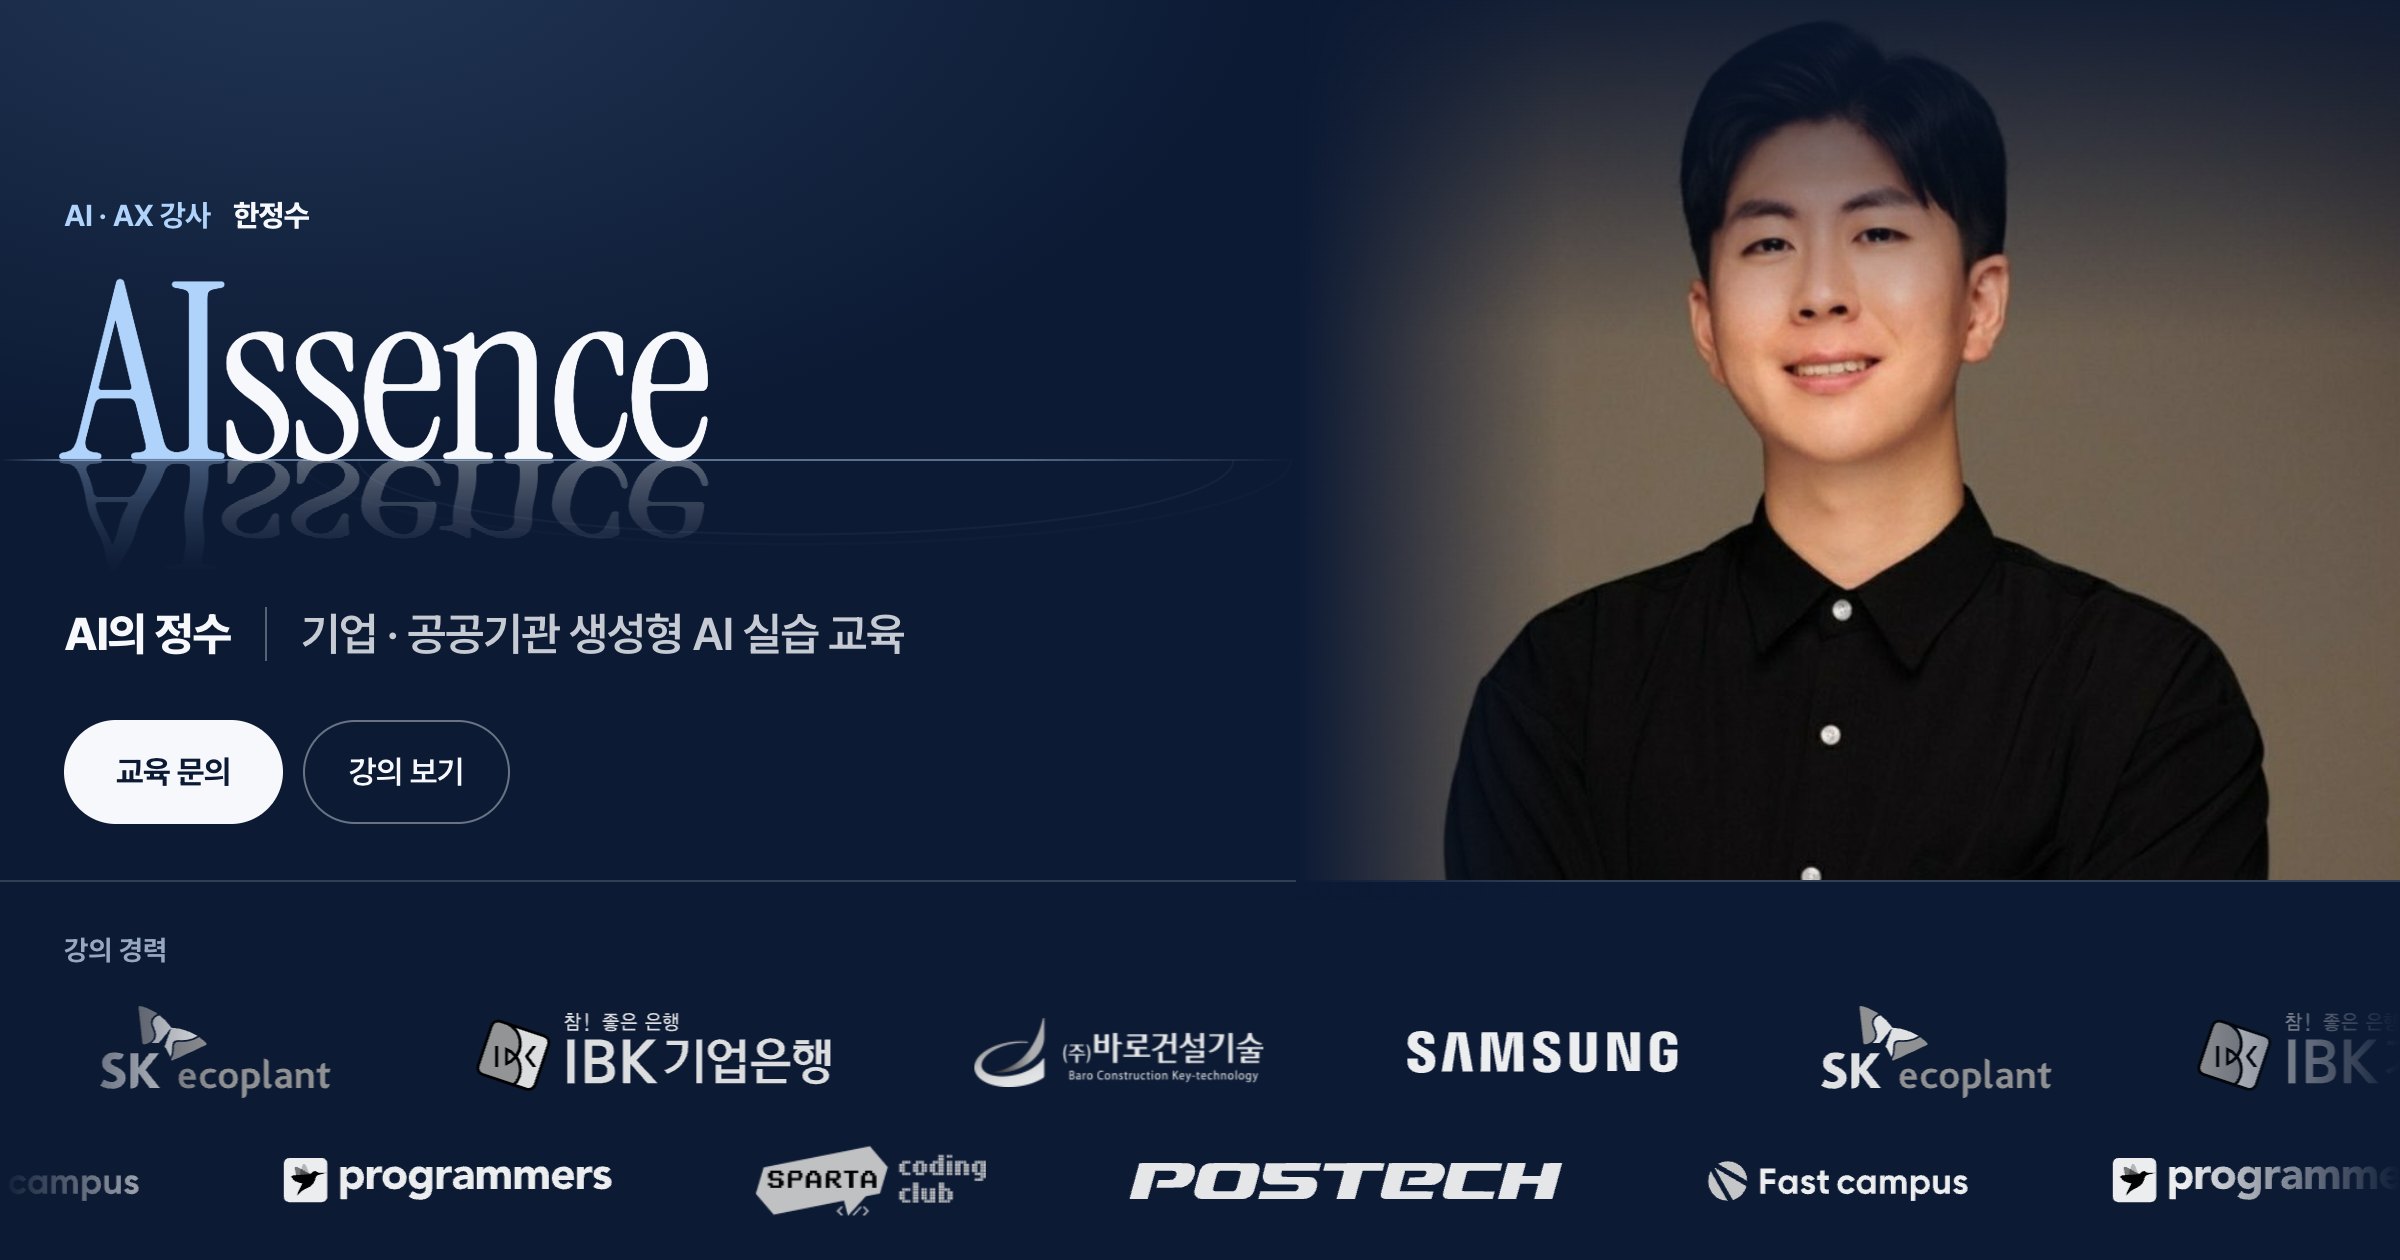 AI · AX 강사 한정수
AIssence
AI의 정수 기업 · 공공기관 생성형 AI 실습 교육
교육 문의 강의 보기
강의 경력
SK ecoplant
참! 좋은 은행
IBK기업은행
(주)바로건설기술
Baro Construction Key-technology
SAMSUNG
SK ecoplant
참! 좋은 은행
IBK
campus
programmers
SPARTA coding club
POSTECH
Fast campus
programme